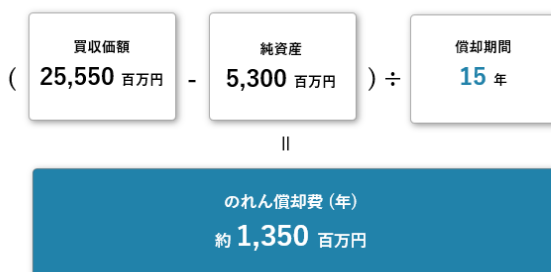 買収価額
純資産
償却期間
( 25,550 百万円 - 5,300 百万円 ) ÷ 15 年
=
のれん償却費 (年)
約 1,350 百万円